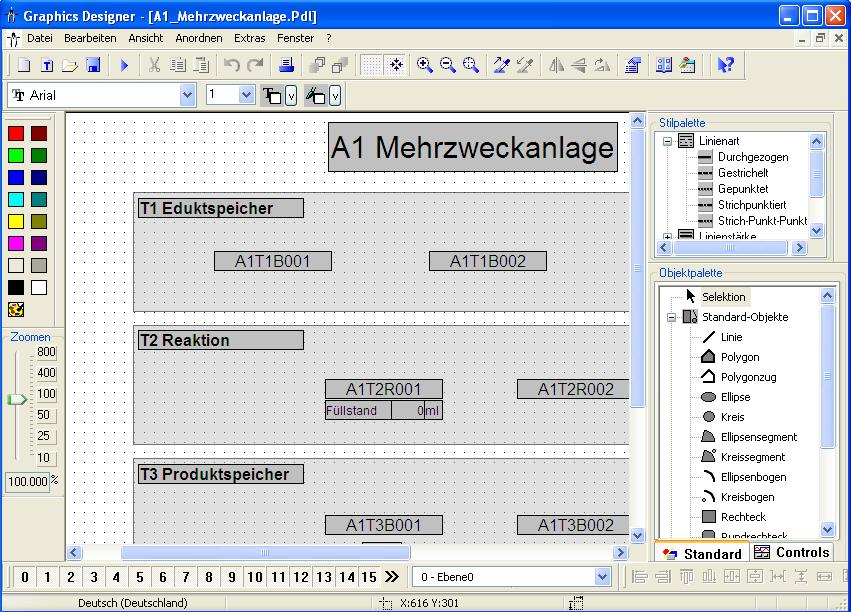 Graphics Designer - [A1_Mehrzweckanlage.Pdl]
Datei Bearbeiten Ansicht Anordnen Extras Fenster ?
Arial 1
A1 Mehrzweckanlage
T1 Eduktspeicher
A1T1B001 A1T1B002
T2 Reaktion
A1T2R001 A1T2R002
Füllstand 0 ml
T3 Produktspeicher
A1T3B001 A1T3B002
Zoomen
800
400
100
50
25
10
100.000 %
Stilpalette
Linienart
Durchgezogen
Gestrichelt
Gepunktet
Strichpunktiert
Strich-Punkt-Punkt
Linienstärke
Objektpalette
Selektion
Standard-Objekte
Linie
Polygon
Polygonzug
Ellipse
Kreis
Ellipsensegment
Kreissegment
Ellipsenbogen
Kreisbogen
Rechteck
Rundrechteck
Standard Controls
0 1 2 3 4 5 6 7 8 9 10 11 12 13 14 15 0 - Ebene0
Deutsch (Deutschland) X:616 Y:301